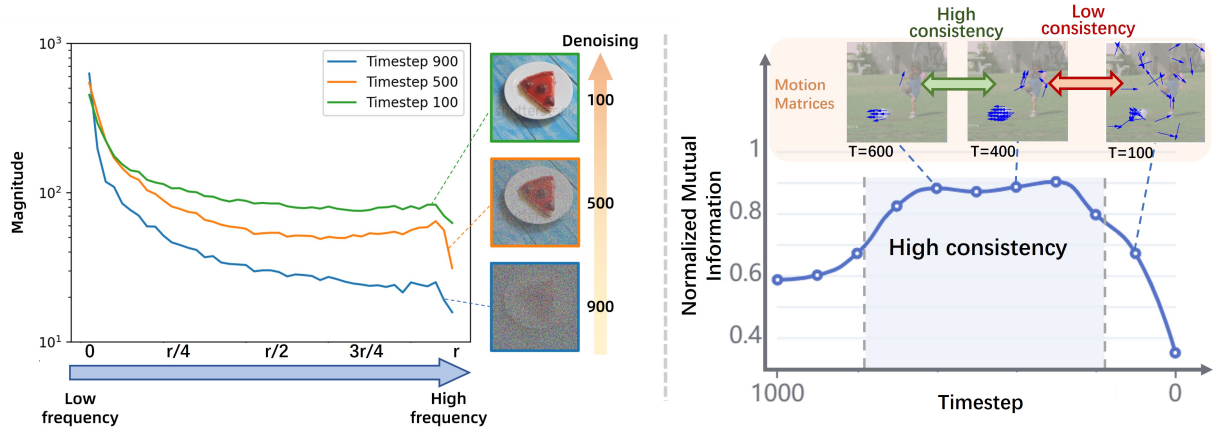 Magnitude
10³
10²
10¹
Timestep 900
Timestep 500
Timestep 100
0
r/4
r/2
3r/4
r
Low
frequency
High
frequency
Denoising
100
500
900
High
consistency
Low
consistency
Motion
Matrices
T=600
T=400
T=100
Normalized Mutual
Information
1
0.8
0.6
0.4
High consistency
1000
Timestep
0